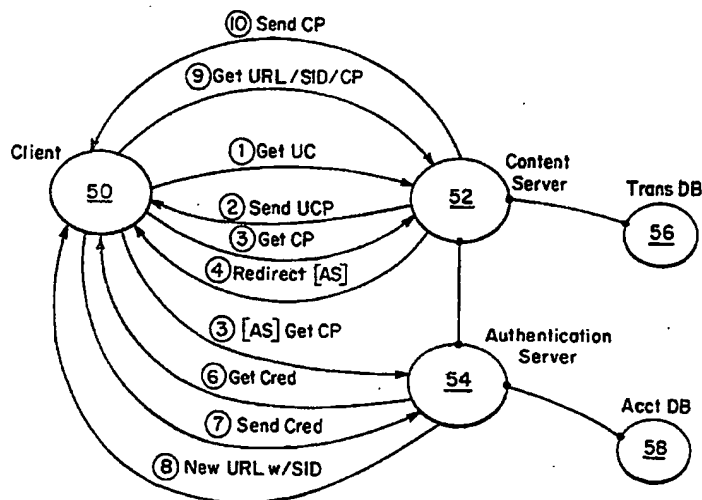 ⑩ Send CP
⑨ Get URL/SID/CP
Client
① Get UC
Content
Server
50
52
Trans DB
② Send UCP
56
③ Get CP
④ Redirect [AS]
③ [AS] Get CP
Authentication
Server
⑥ Get Cred
54
⑦ Send Cred
Acct DB
58
⑧ New URL w/SID